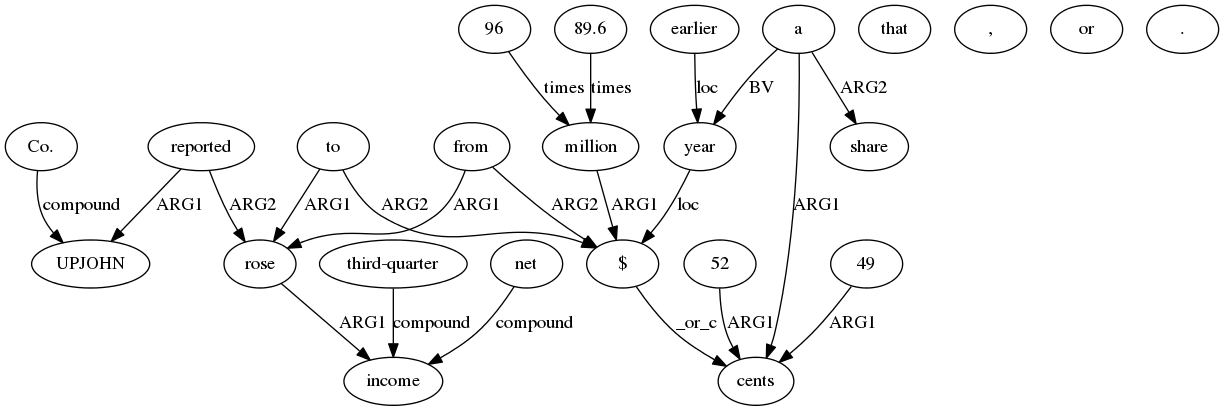 96 89.6 earlier a that , or .
times times loc BV ARG2
Co. reported to from million year share
compound ARG1 ARG2 ARG1 ARG2 ARG1 ARG2 ARG1 loc ARG1
UPJOHN rose third-quarter net $ 52 49
ARG1 compound compound _or_c ARG1 ARG1
income cents